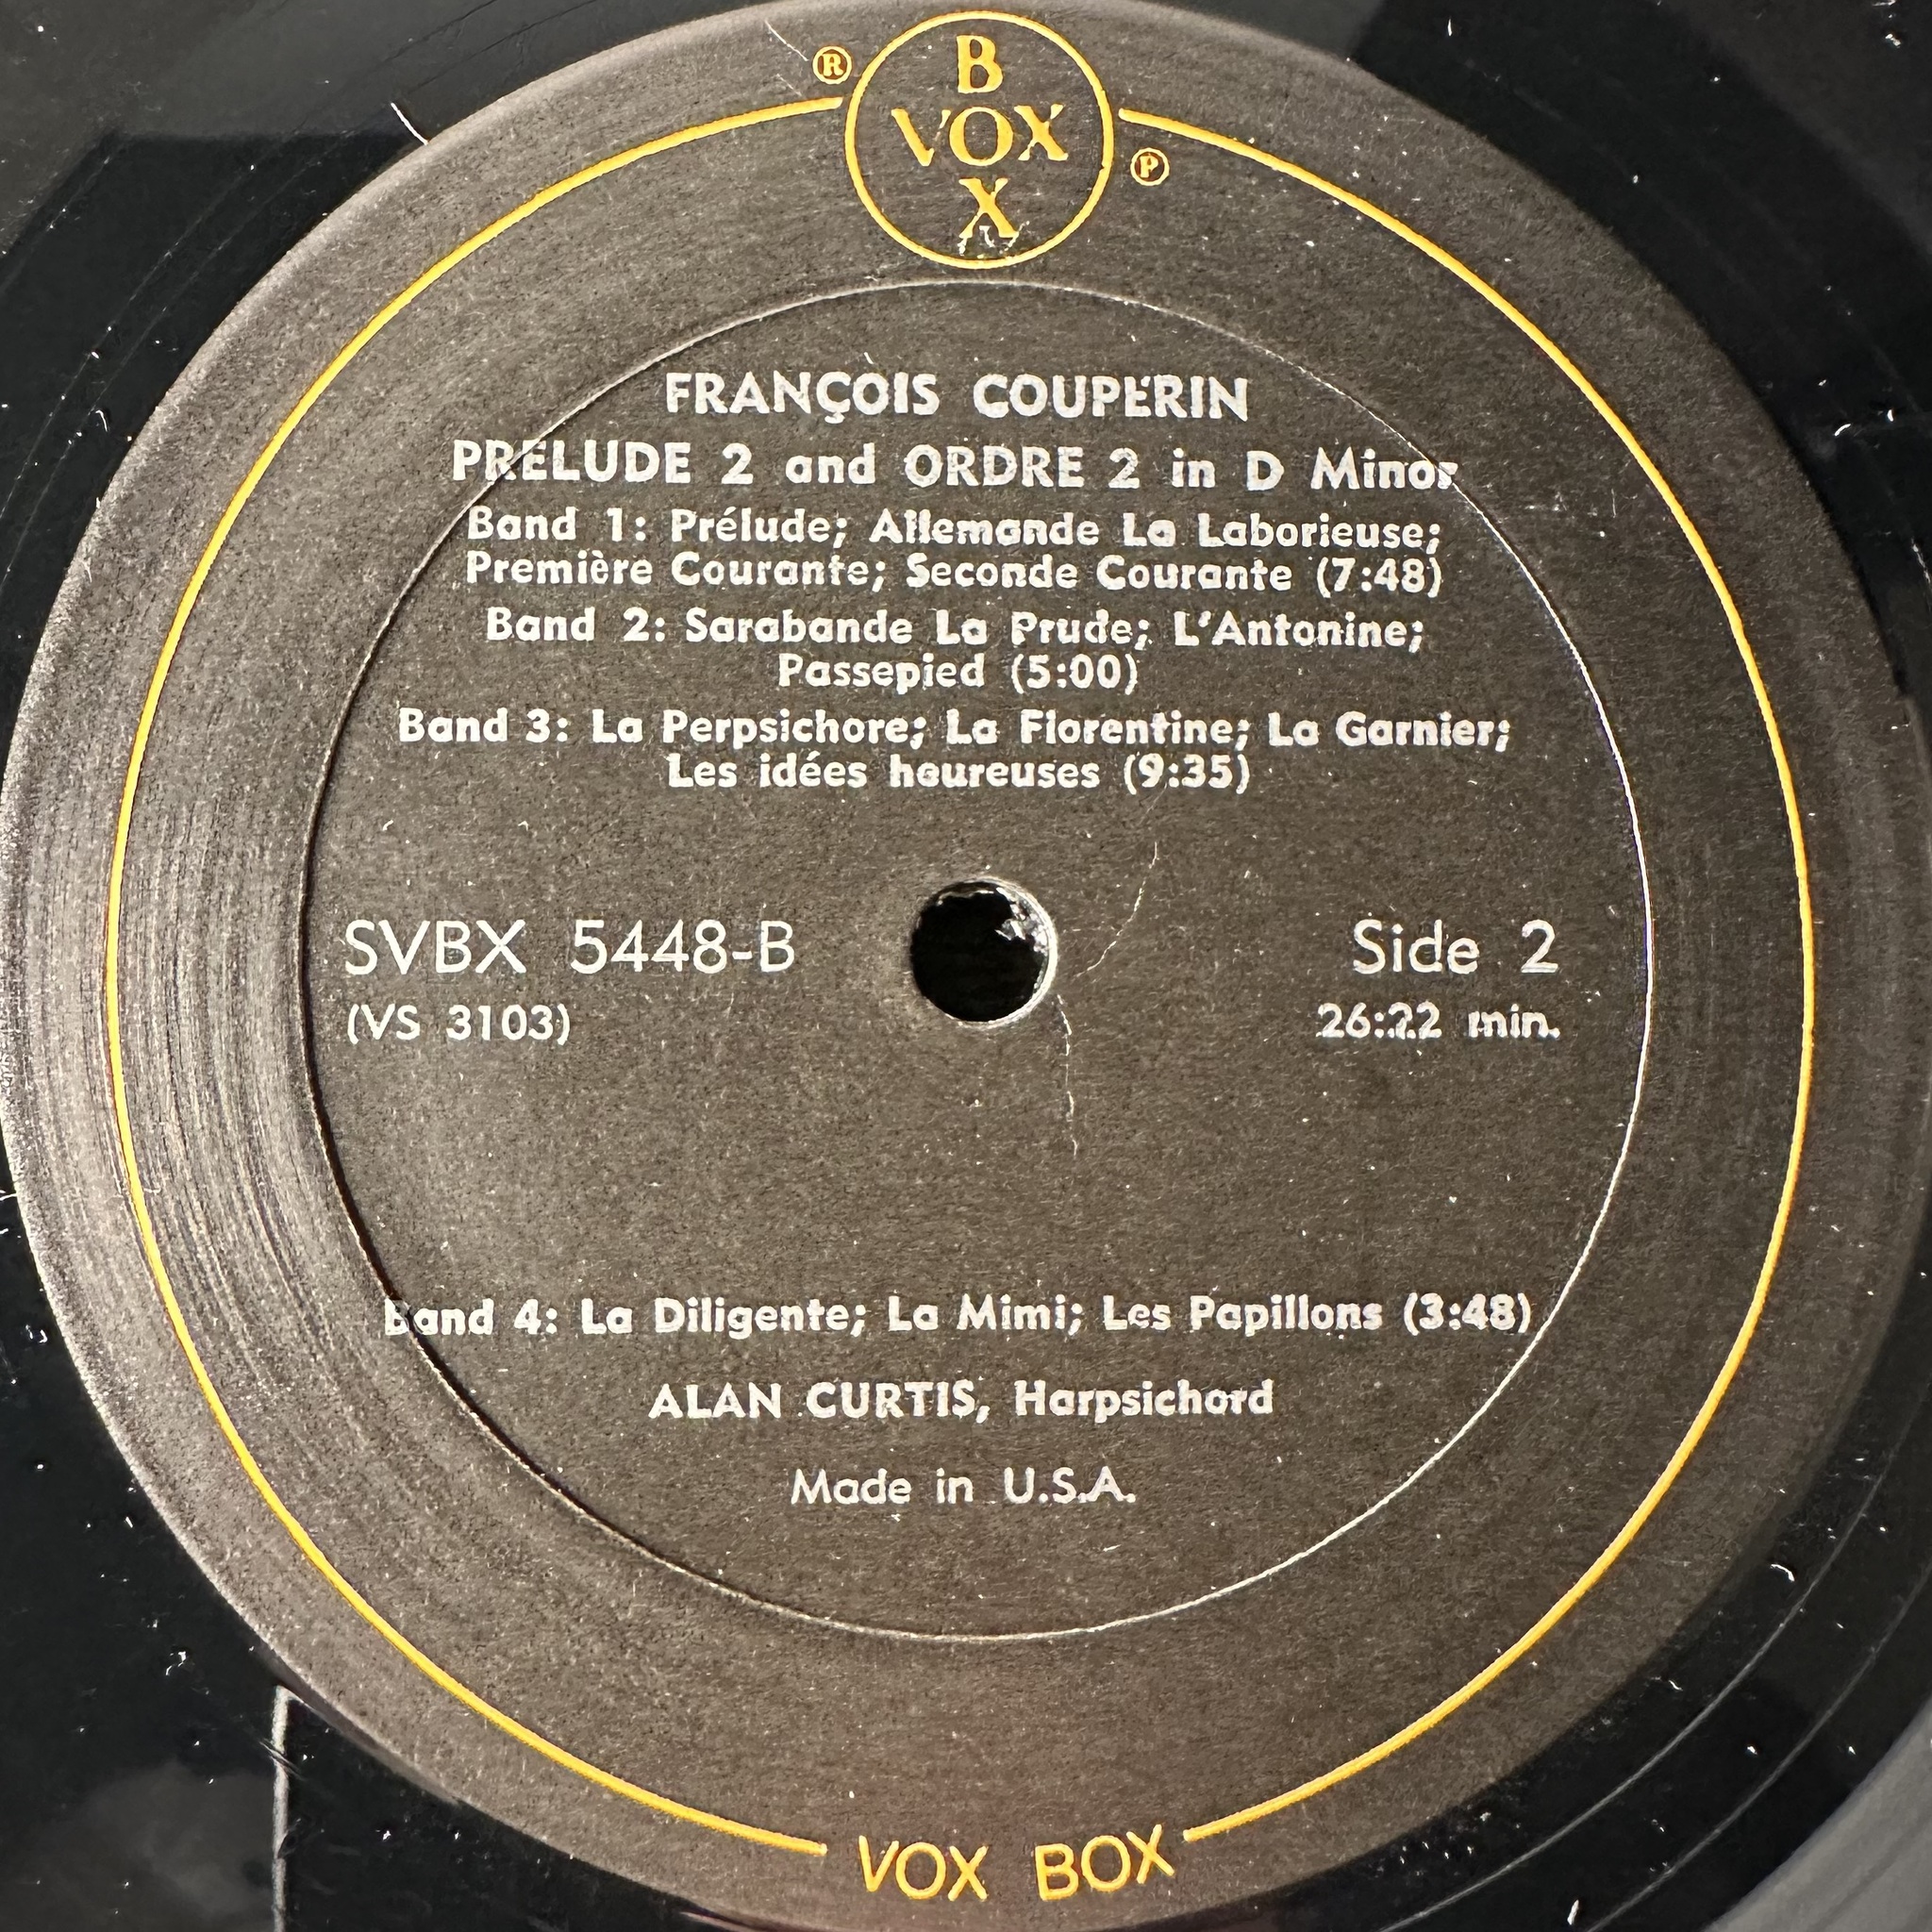 ®
B
VOX
X
℗
FRANÇOIS COUPERIN
PRELUDE 2 and ORDRE 2 in D Minor
Band 1: Prélude; Allemande La Laborieuse;
Première Courante; Seconde Courante (7:48)
Band 2: Sarabande La Prude; L'Antonine;
Passepied (5:00)
Band 3: La Perpsichore; La Florentine; La Garnier;
Les idées heureuses (9:35)
SVBX 5448-B
Side 2
(VS 3103)
26:22 min.
Band 4: La Diligente; La Mimi; Les Papillons (3:48)
ALAN CURTIS, Harpsichord
Made in U.S.A.
VOX BOX